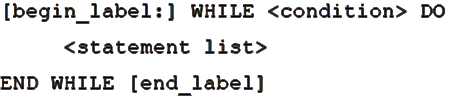 [begin_label:] WHILE <condition> DO
<statement list>
END WHILE [end_label]